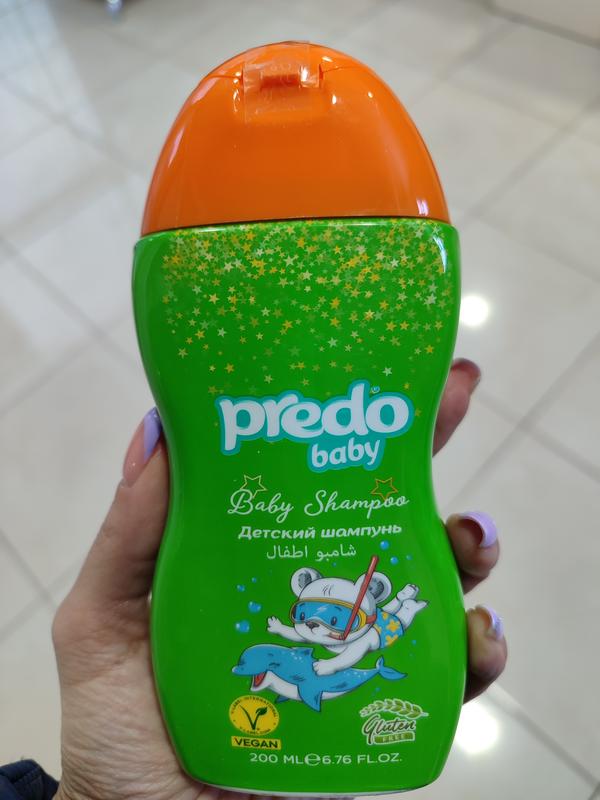 predo
baby
Baby Shampoo
Детский шампунь
شامبو اطفال
VEGAN
Gluten
FREE
200 ML℮6.76 FL.OZ.